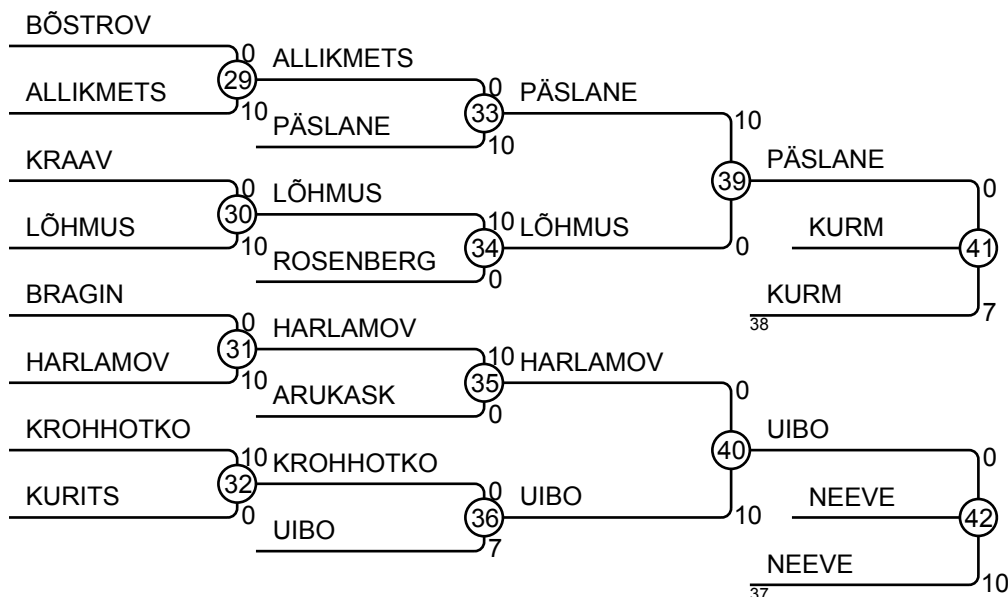 BÕSTROV
0
29
ALLIKMETS
10
ALLIKMETS
0
33
PÄSLANE
10
PÄSLANE
10
KRAAV
0
30
LÕHMUS
10
LÕHMUS
10
34
ROSENBERG
0
LÕHMUS
0
39
PÄSLANE
0
KURM
41
KURM
38
7
BRAGIN
0
31
HARLAMOV
10
HARLAMOV
10
35
ARUKASK
0
HARLAMOV
0
KROHHOTKO
10
32
KURITS
0
KROHHOTKO
0
36
UIBO
7
UIBO
10
40
UIBO
0
NEEVE
42
NEEVE
37
10